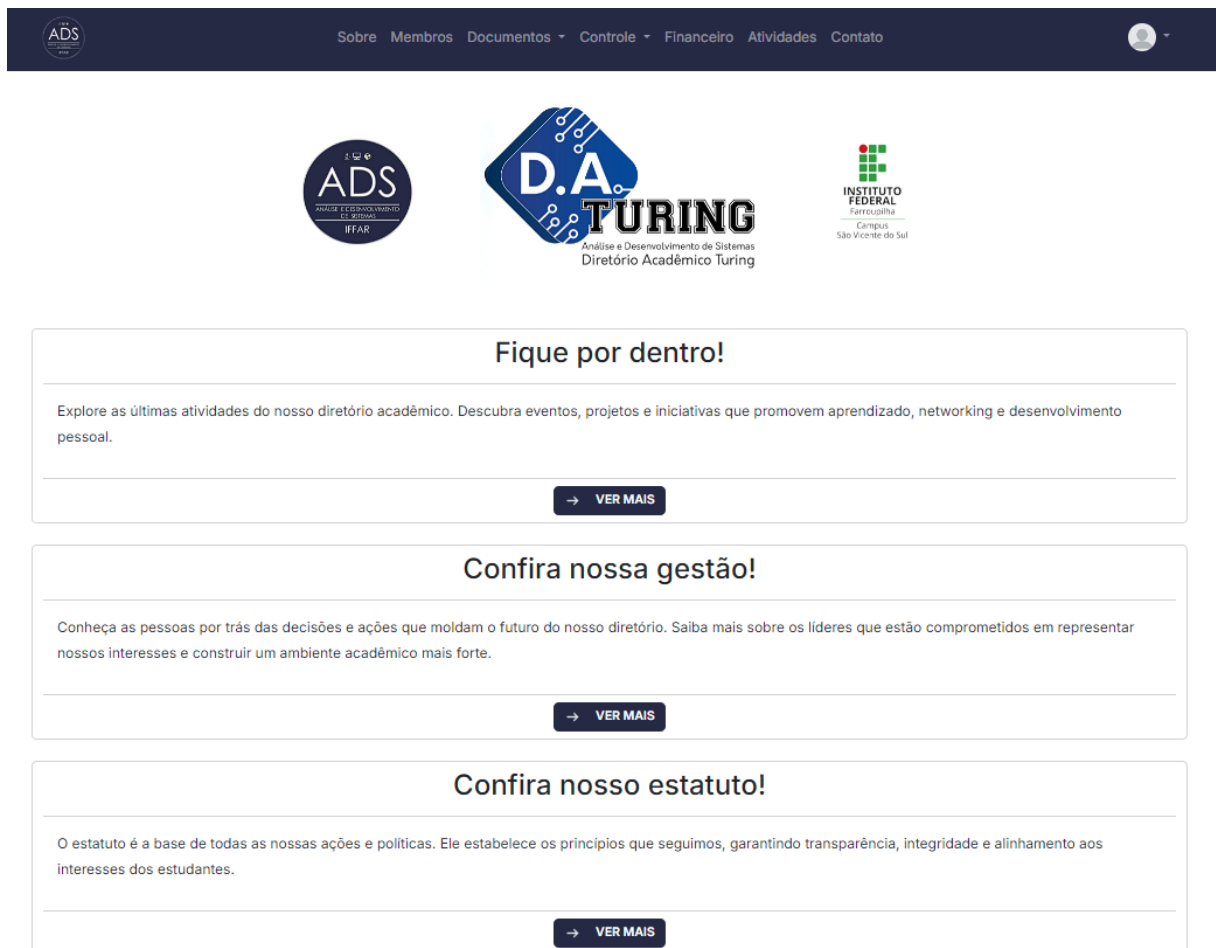 ADS
Sobre Membros Documentos Controle Financeiro Atividades Contato
ADS
ANÁLISE E DESENVOLVIMENTO
DE SISTEMAS
IFFAR
D.A.
TURING
Análise e Desenvolvimento de Sistemas
Diretório Acadêmico Turing
INSTITUTO
FEDERAL
Farroupilha
Campus
São Vicente do Sul
Fique por dentro!
Explore as últimas atividades do nosso diretório acadêmico. Descubra eventos, projetos e iniciativas que promovem aprendizado, networking e desenvolvimento
pessoal.
→ VER MAIS
Confira nossa gestão!
Conheça as pessoas por trás das decisões e ações que moldam o futuro do nosso diretório. Saiba mais sobre os líderes que estão comprometidos em representar
nossos interesses e construir um ambiente acadêmico mais forte.
→ VER MAIS
Confira nosso estatuto!
O estatuto é a base de todas as nossas ações e políticas. Ele estabelece os princípios que seguimos, garantindo transparência, integridade e alinhamento aos
interesses dos estudantes.
→ VER MAIS